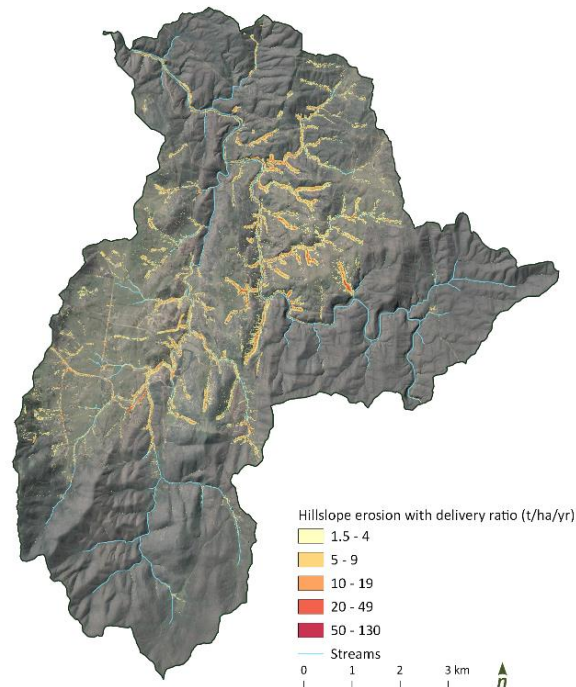 Hillslope erosion with delivery ratio (t/ha/yr)
1.5 - 4
5 - 9
10 - 19
20 - 49
50 - 130
Streams
0 1 2 3 km
n